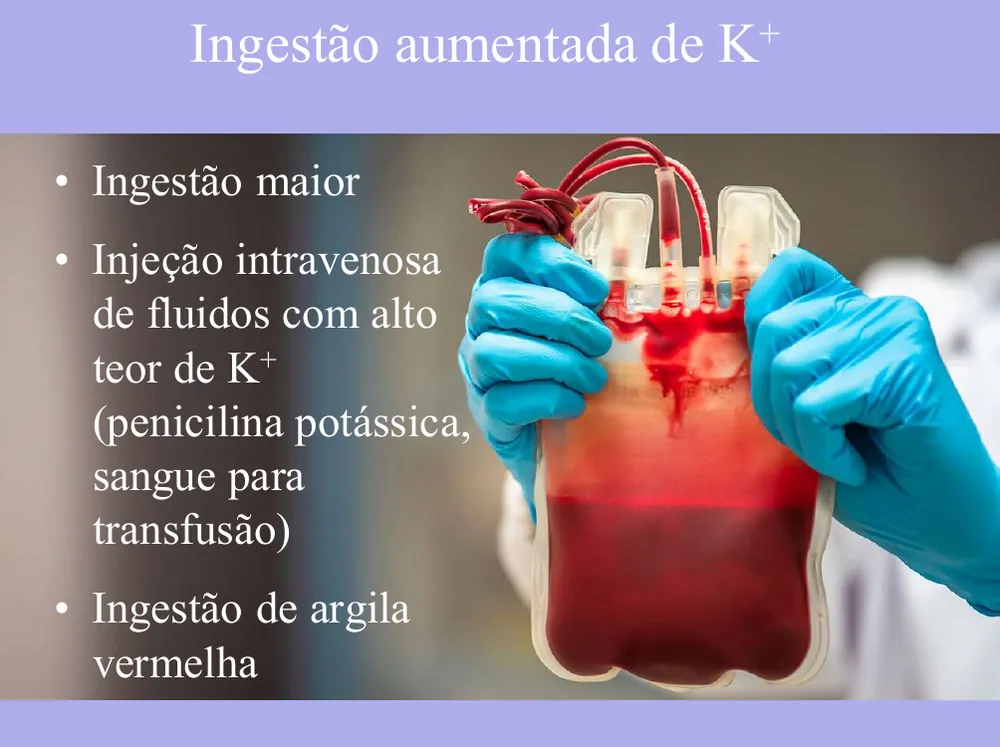 Ingestão aumentada de K⁺
• Ingestão maior
• Injeção intravenosa
de fluidos com alto
teor de K⁺
(penicilina potássica,
sangue para
transfusão)
• Ingestão de argila
vermelha